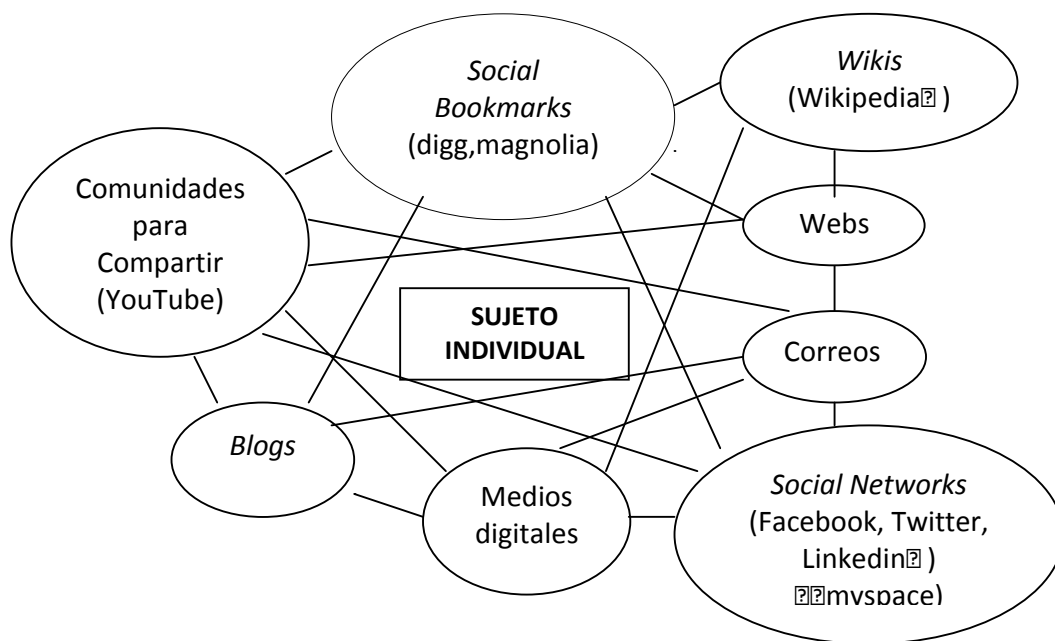 Social
Bookmarks
(digg,magnolia)
Wikis
(Wikipedia⍰ )
Comunidades
para
Compartir
(YouTube)
Webs
SUJETO
INDIVIDUAL
Correos
Blogs
Medios
digitales
Social Networks
(Facebook, Twitter,
Linkedin⍰ )
⍰⍰myspace)